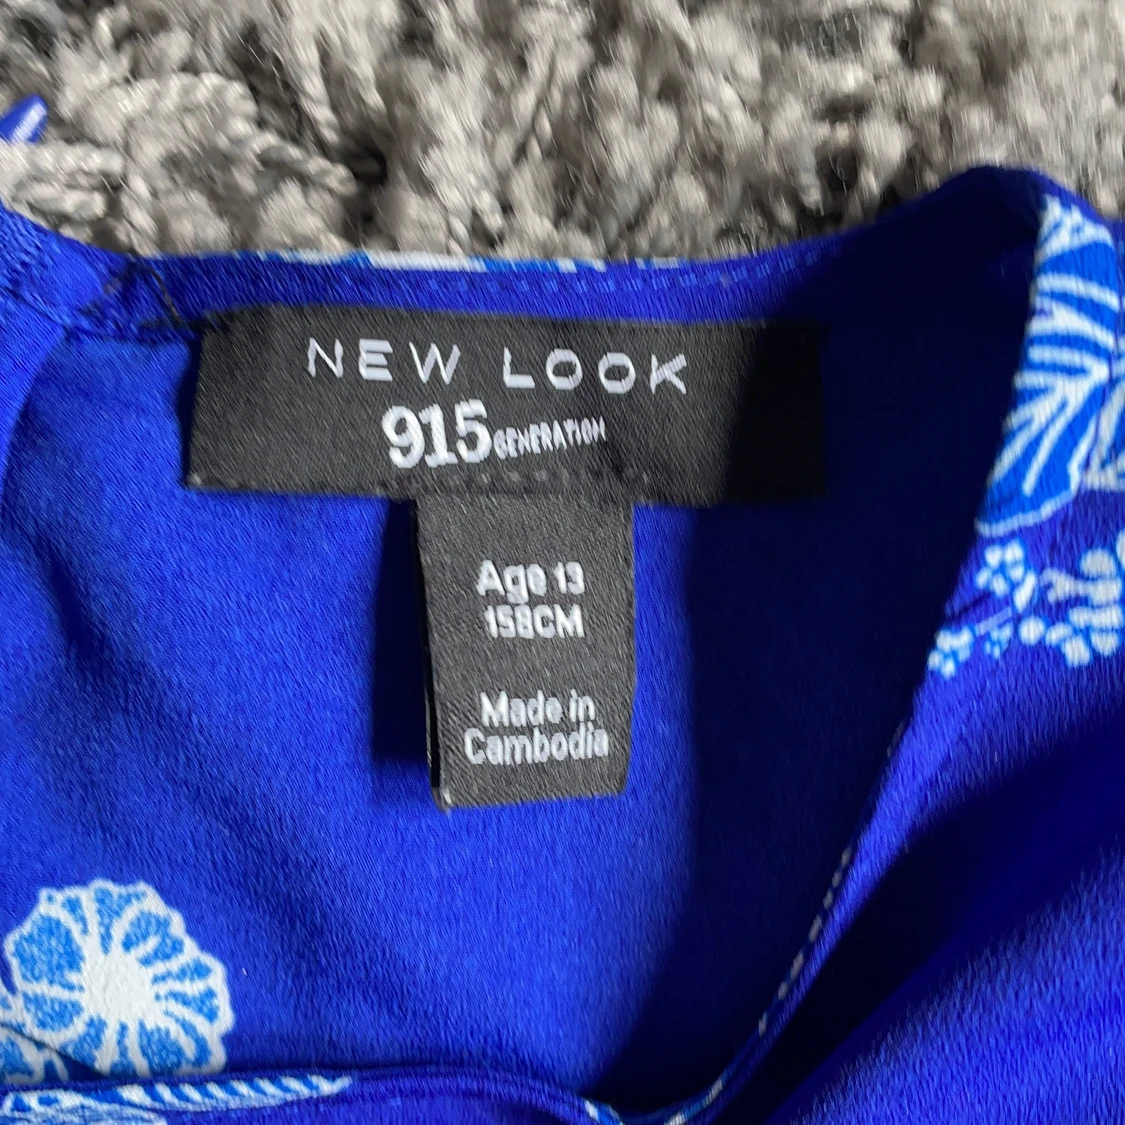 NEW LOOK
915 GENERATION
Age 13
158CM
Made in
Cambodia